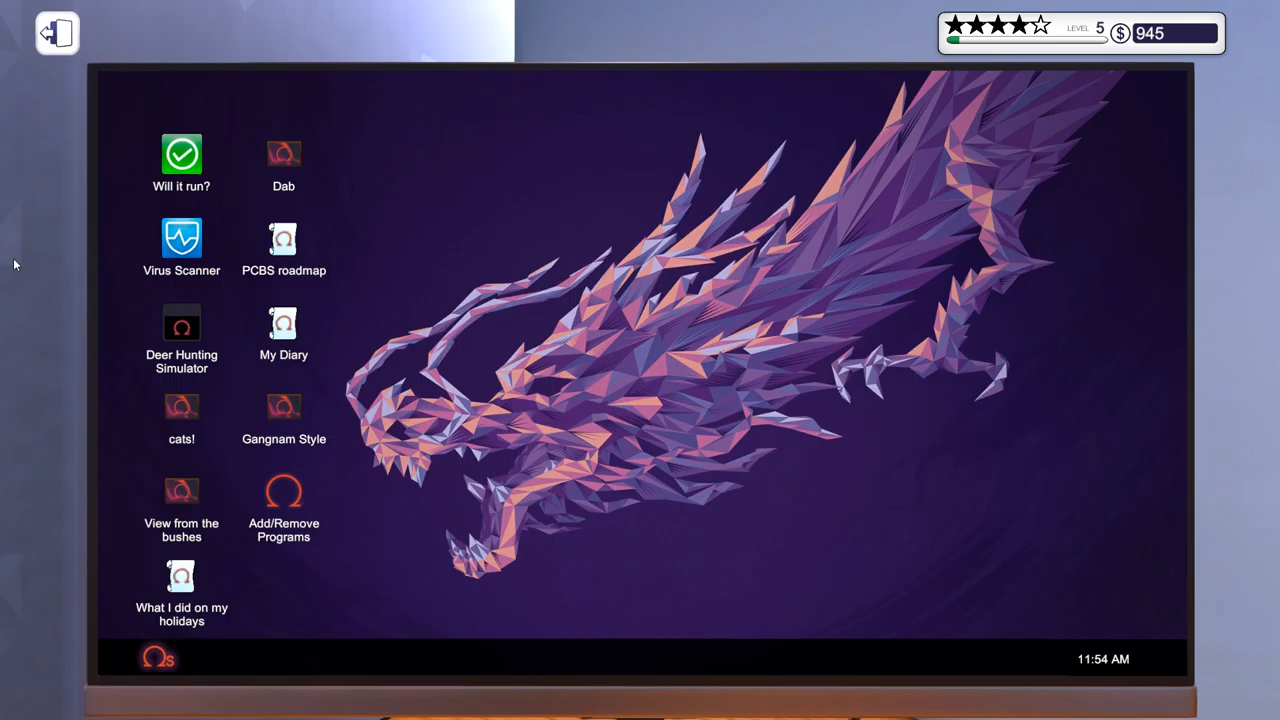 LEVEL 5 $ 945
Will it run?
Dab
Virus Scanner
PCBS roadmap
Deer Hunting
Simulator
My Diary
cats!
Gangnam Style
View from the
bushes
Add/Remove
Programs
What I did on my
holidays
Ωs
11:54 AM